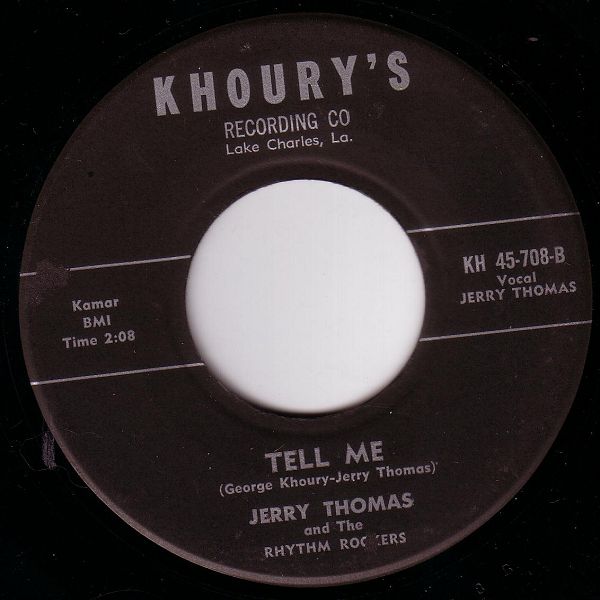 KHOURY'S
RECORDING CO
Lake Charles, La.
Kamar
BMI
Time 2:08
KH 45-708-B
Vocal
JERRY THOMAS
TELL ME
(George Khoury-Jerry Thomas)
JERRY THOMAS
and The
RHYTHM ROCKERS